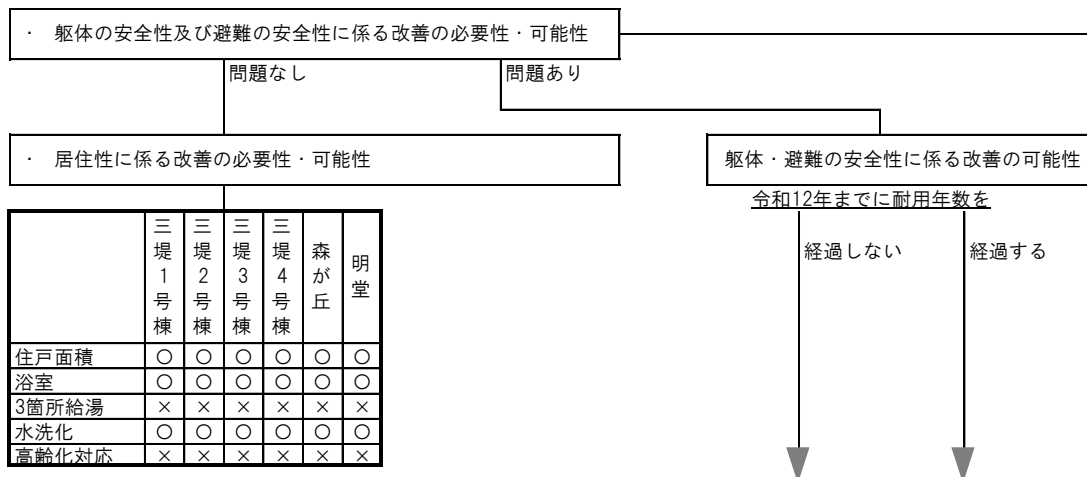 ・ 躯体の安全性及び避難の安全性に係る改善の必要性・可能性
問題なし
問題あり
・ 居住性に係る改善の必要性・可能性
躯体・避難の安全性に係る改善の可能性
令和12年までに耐用年数を
経過しない
経過する
三堤1号棟 三堤2号棟 三堤3号棟 三堤4号棟 森が丘 明堂
住戸面積 ○ ○ ○ ○ ○ ○
浴室 ○ ○ ○ ○ ○ ○
3箇所給湯 × × × × × ×
水洗化 ○ ○ ○ ○ ○ ○
高齢化対応 × × × × × ×